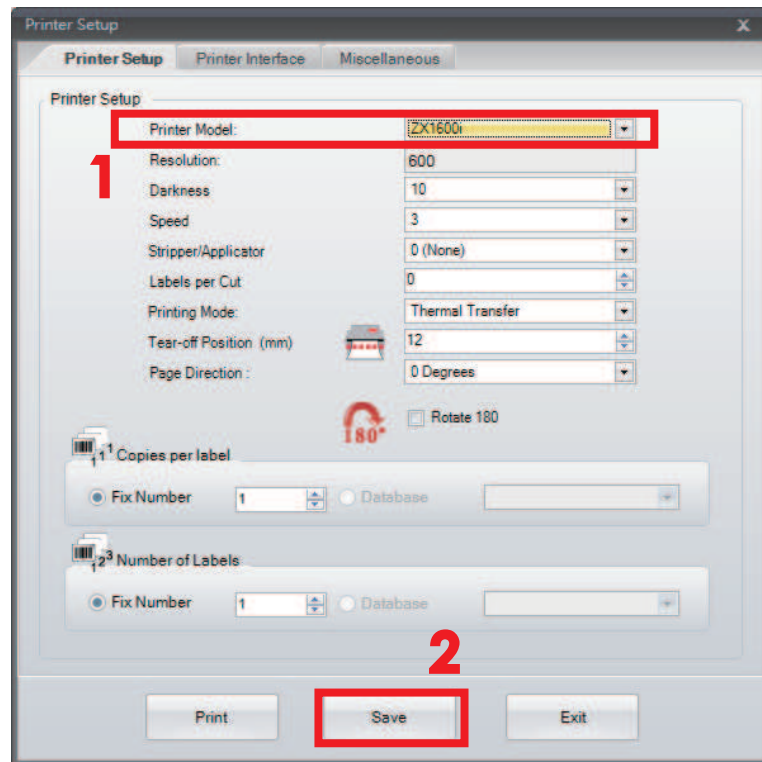 Printer Setup X
Printer Setup Printer Interface Miscellaneous
Printer Setup
Printer Model: ZX1600i
1
Resolution: 600
Darkness 10
Speed 3
Stripper/Applicator 0 (None)
Labels per Cut 0
Printing Mode: Thermal Transfer
Tear-off Position (mm) 12
Page Direction : 0 Degrees
180° Rotate 180
1 1 1 Copies per label
Fix Number 1 Database
1 2 3 Number of Labels
Fix Number 1 Database
2
Print Save Exit